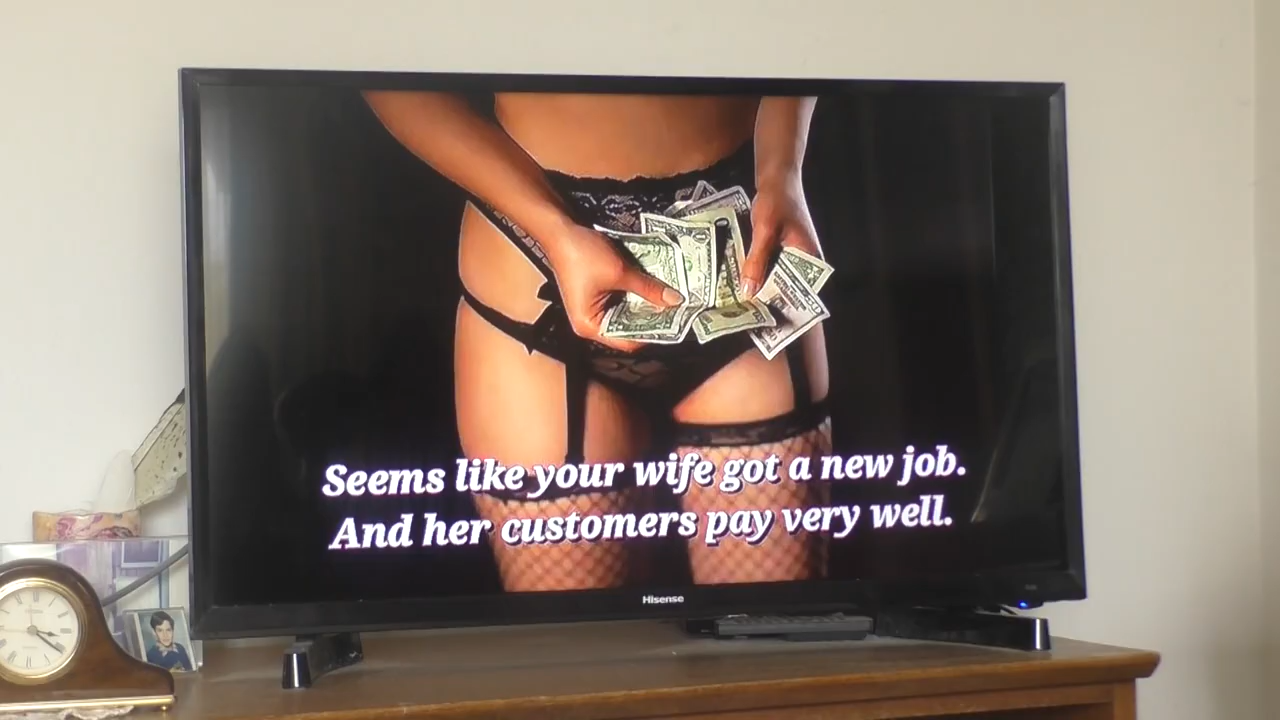 Seems like your wife got a new job.
And her customers pay very well.
Hisense